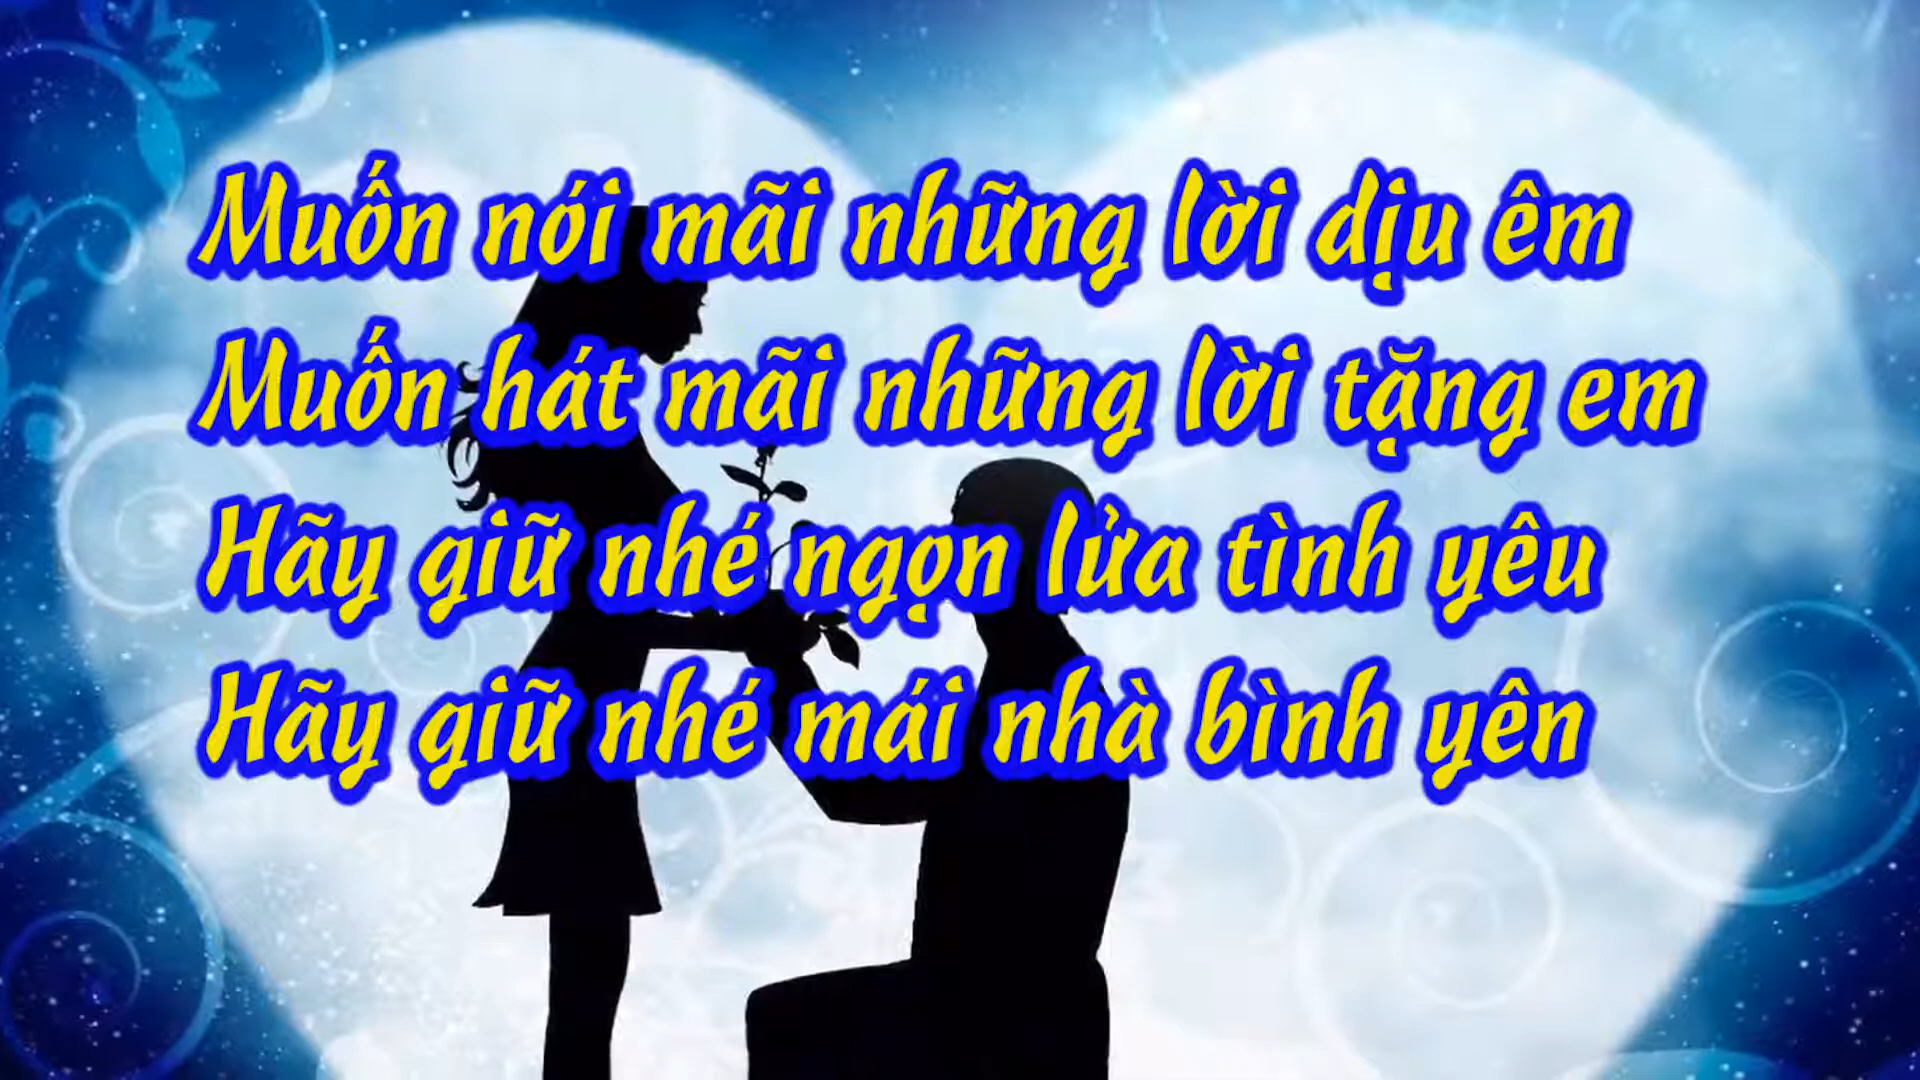 Muốn nói mãi những lời dịu êm
Muốn hát mãi những lời tặng em
Hãy giữ nhé ngọn lửa tình yêu
Hãy giữ nhé mái nhà bình yên